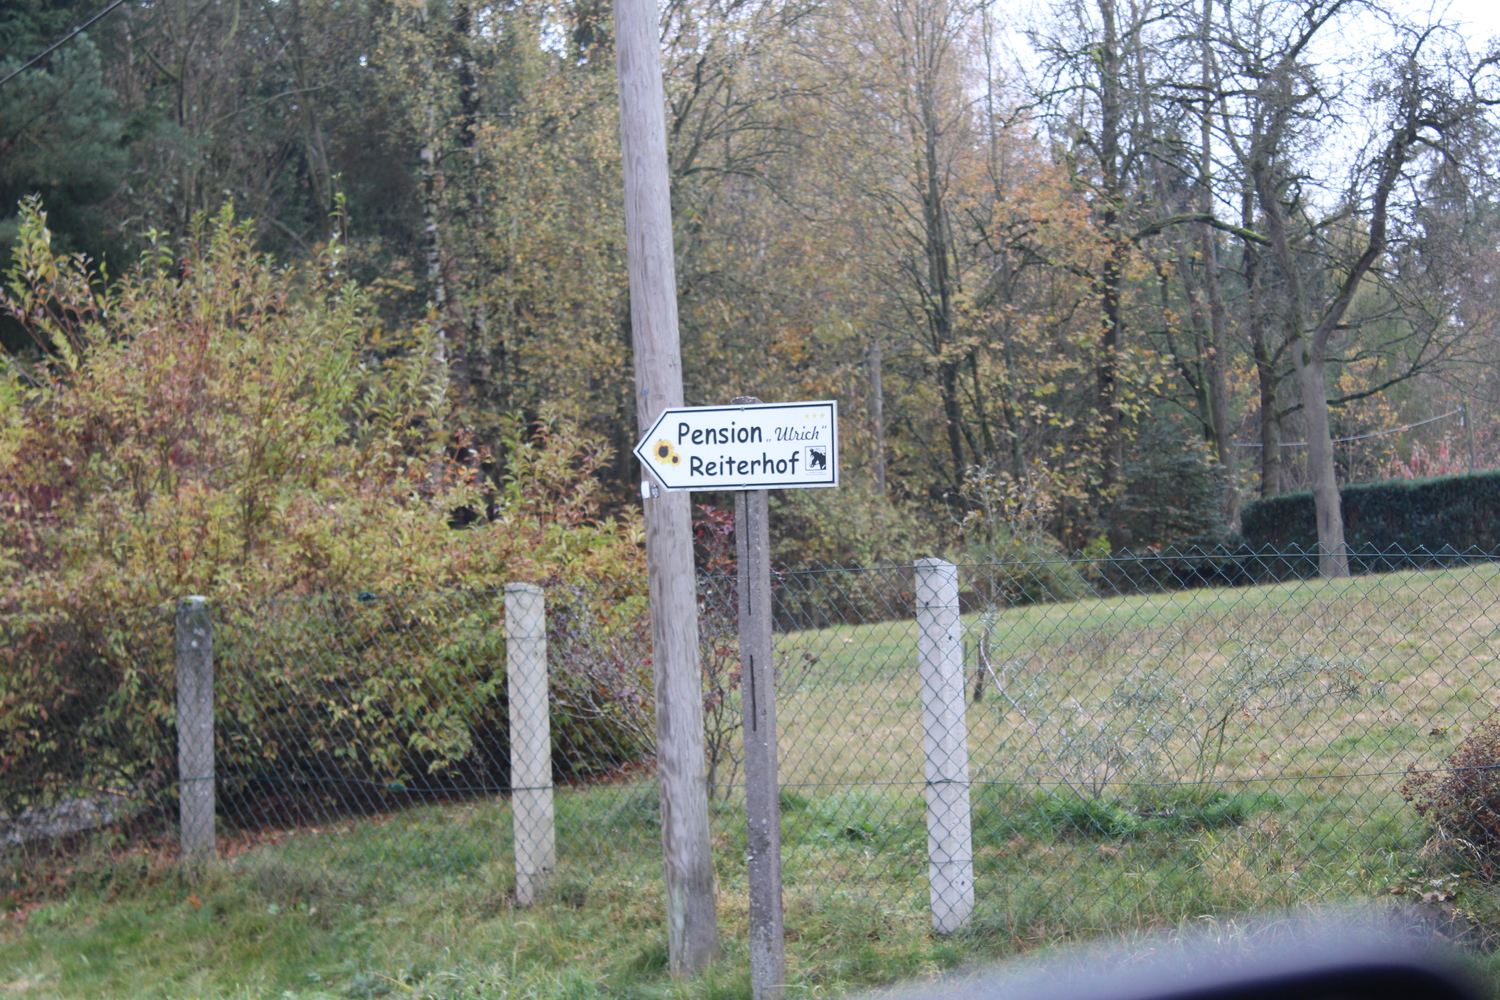 Pension „Ulrich"
Reiterhof